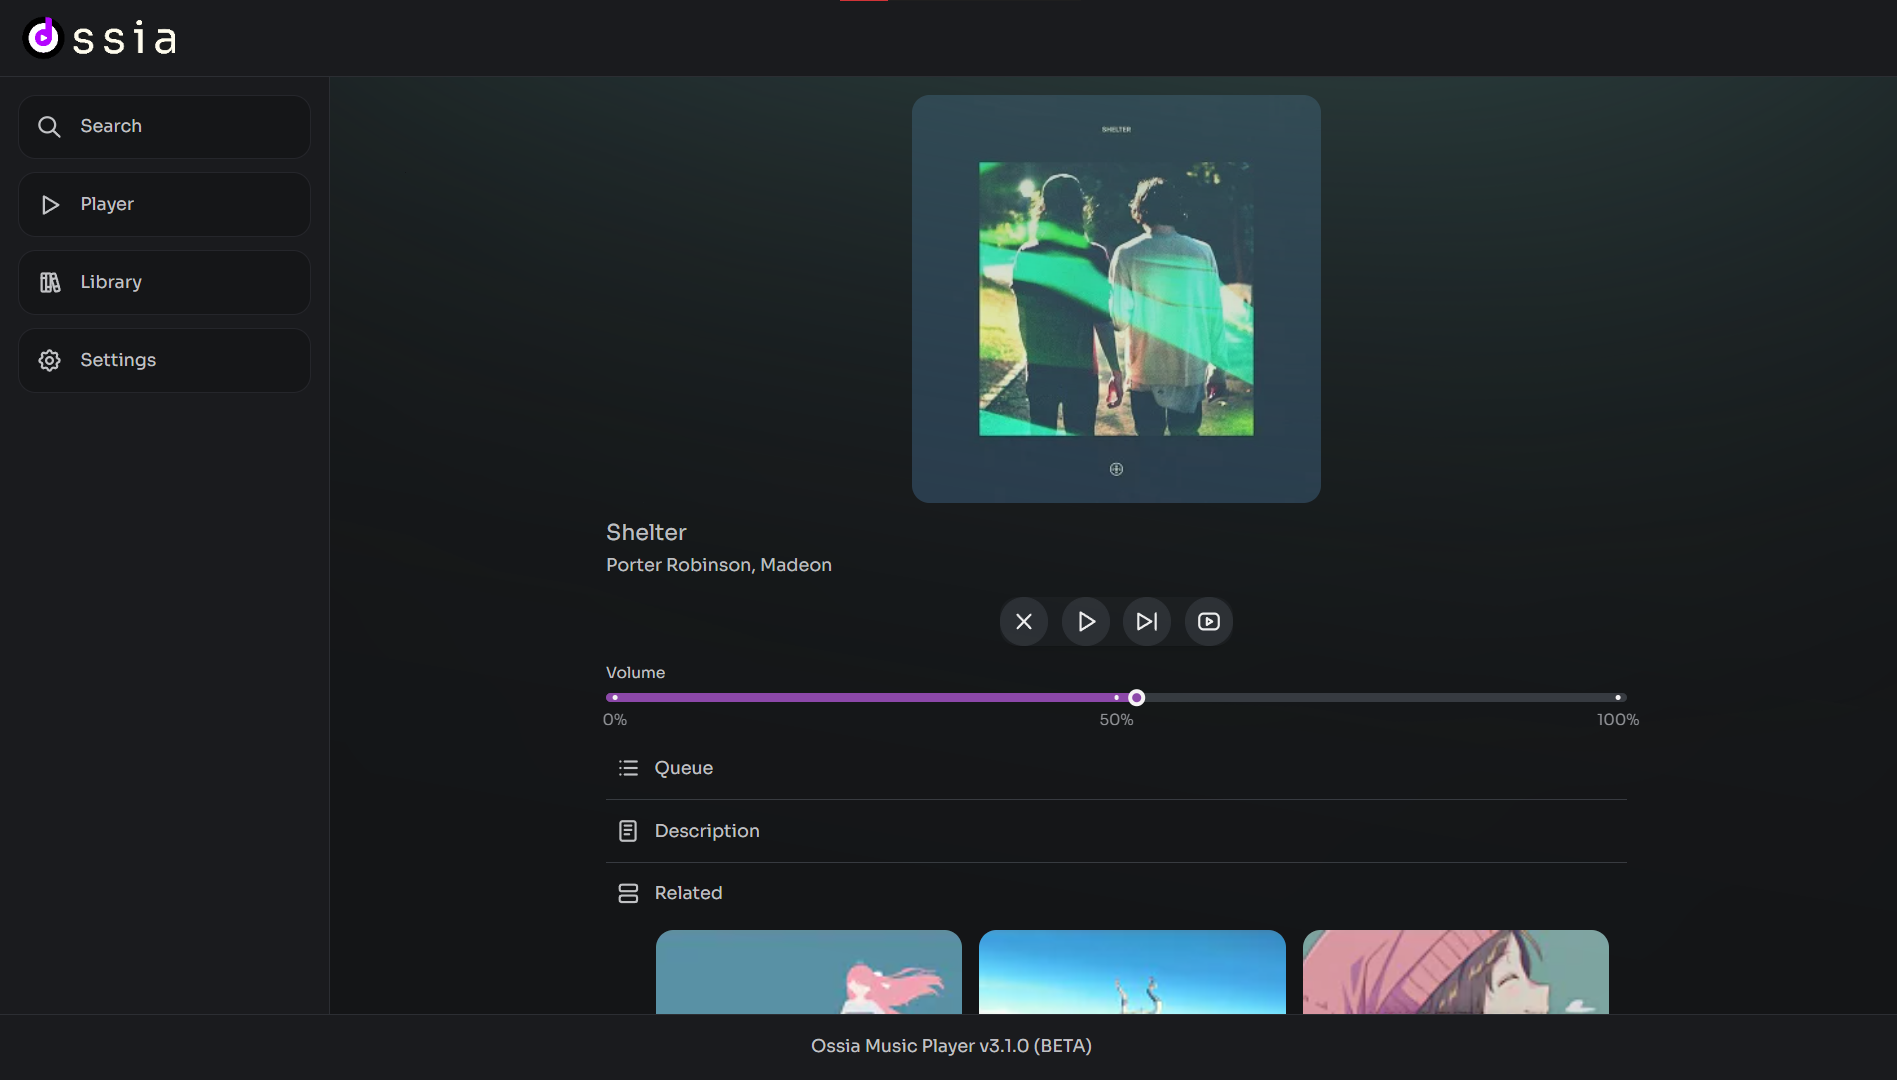 ossia
Search
Player
Library
Settings
SHELTER
Shelter
Porter Robinson, Madeon
Volume
0%
50%
100%
Queue
Description
Related
Ossia Music Player v3.1.0 (BETA)